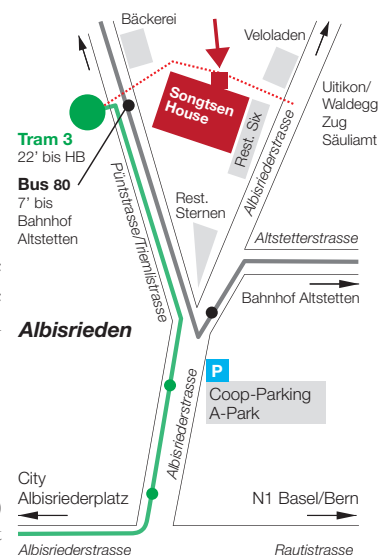 Bäckerei
Veloladen
Songtsen
House
Rest. Six
Albisriederstrasse
Uitikon/
Waldegg
Zug
Säuliamt
Tram 3
22’ bis HB
Bus 80
7’ bis
Bahnhof
Altstetten
Püntstrasse/Triemlistrasse
Rest.
Sternen
Altstetterstrasse
Bahnhof Altstetten
Albisrieden
P
Coop-Parking
A-Park
Albisriederstrasse
City
Albisriederplatz
N1 Basel/Bern
Albisriederstrasse
Rautistrasse